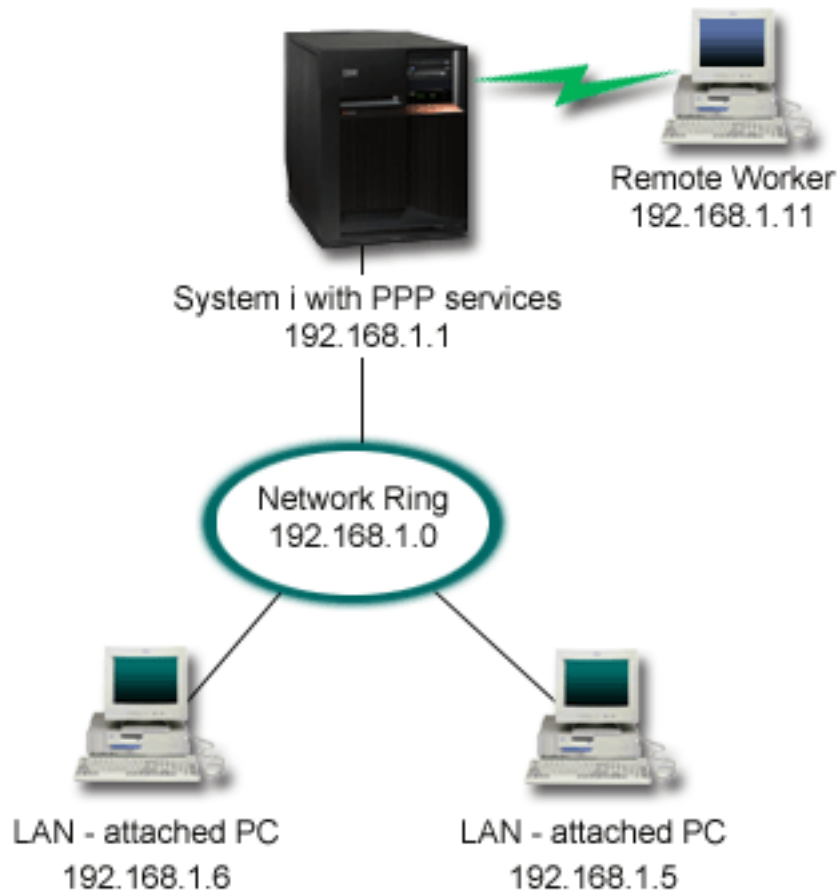 Remote Worker
192.168.1.11
System i with PPP services
192.168.1.1
Network Ring
192.168.1.0
LAN - attached PC
192.168.1.6
LAN - attached PC
192.168.1.5